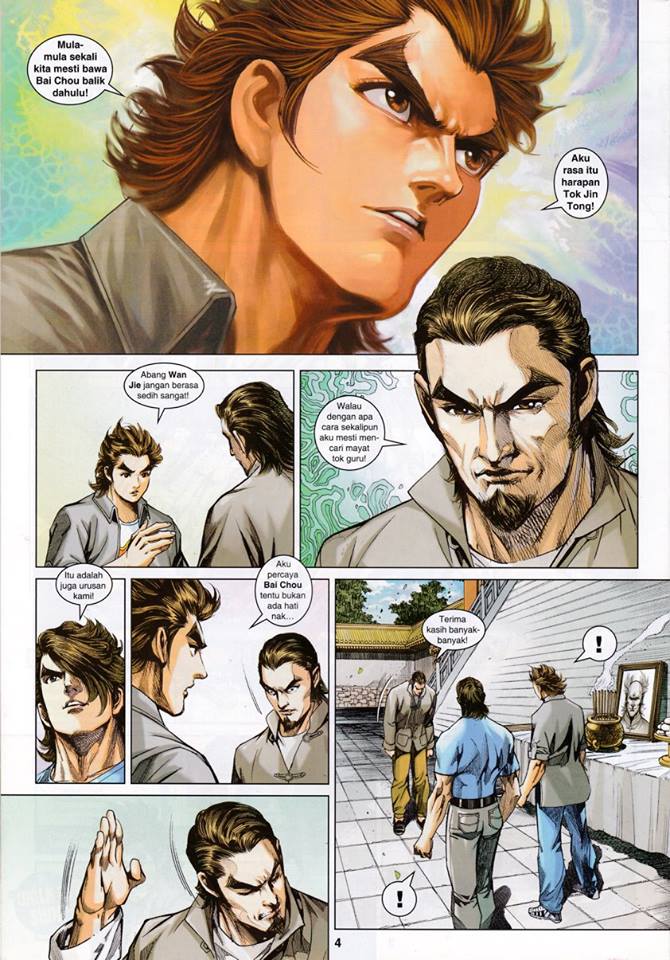 Mula-
mula sekali
kita mesti bawa
Bai Chou balik
dahulu!
Aku
rasa itu
harapan
Tok Jin
Tong!
Abang Wan
Jie jangan berasa
sedih sangat!
Walau
dengan apa
cara sekalipun
aku mesti men-
cari mayat
tok guru!
Itu adalah
juga urusan
kami!
Aku
percaya
Bai Chou
tentu bukan
ada hati
nak...
Terima
kasih banyak-
banyak!
!
!
4